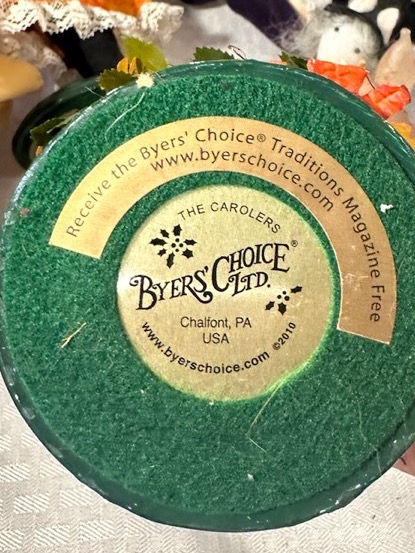 Receive the Byers' Choice® Traditions Magazine Free
www.byerschoice.com
THE CAROLERS
BYERS' CHOICE
LTD.®
Chalfont, PA
USA
www.byerschoice.com ©2010